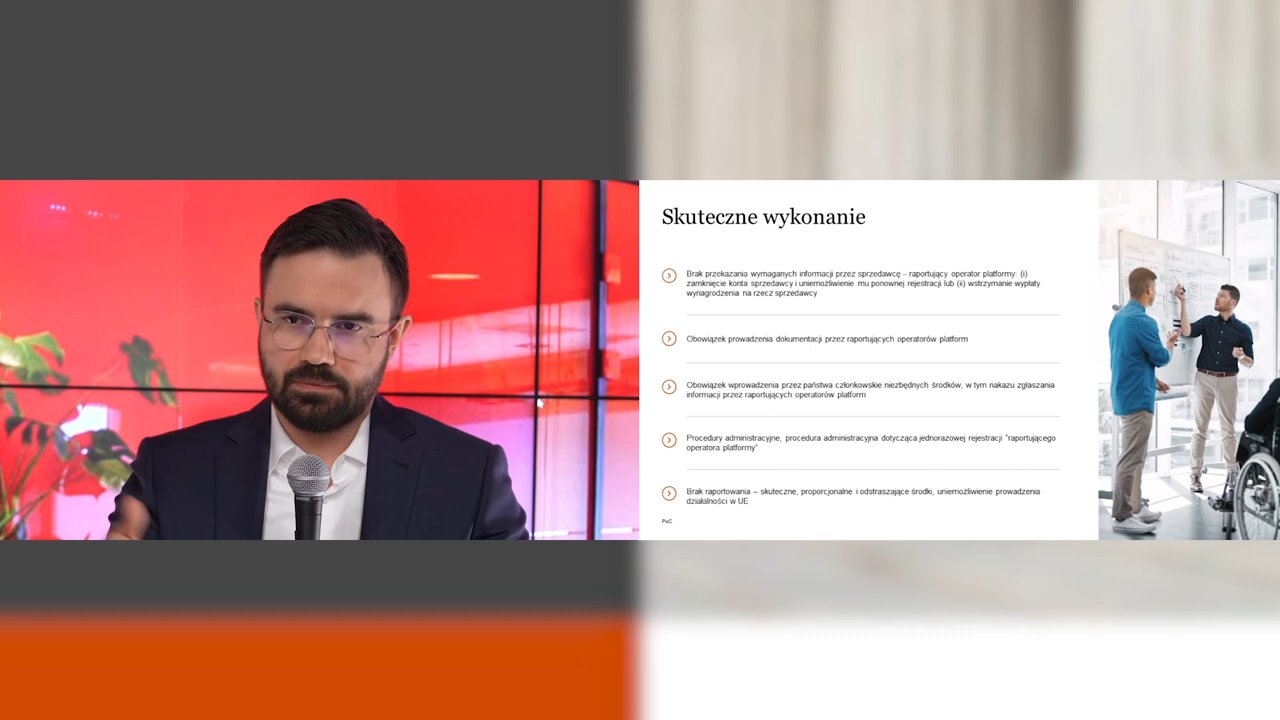 Skuteczne wykonanie
Brak przekazania wymaganych informacji przez sprzedawcę – raportujący operator platformy: (i)
zamknięcie konta sprzedawcy i uniemożliwienie mu ponownej rejestracji lub (ii) wstrzymanie wypłaty
wynagrodzenia na rzecz sprzedawcy
Obowiązek prowadzenia dokumentacji przez raportujących operatorów platform
Obowiązek wprowadzenia przez państwa członkowskie niezbędnych środków, w tym nakazu zgłaszania
informacji przez raportujących operatorów platform
Procedury administracyjne, procedura administracyjna dotycząca jednorazowej rejestracji "raportującego
operatora platformy"
Brak raportowania – skuteczne, proporcjonalne i odstraszające środki, uniemożliwienie prowadzenia
działalności w UE
PwC